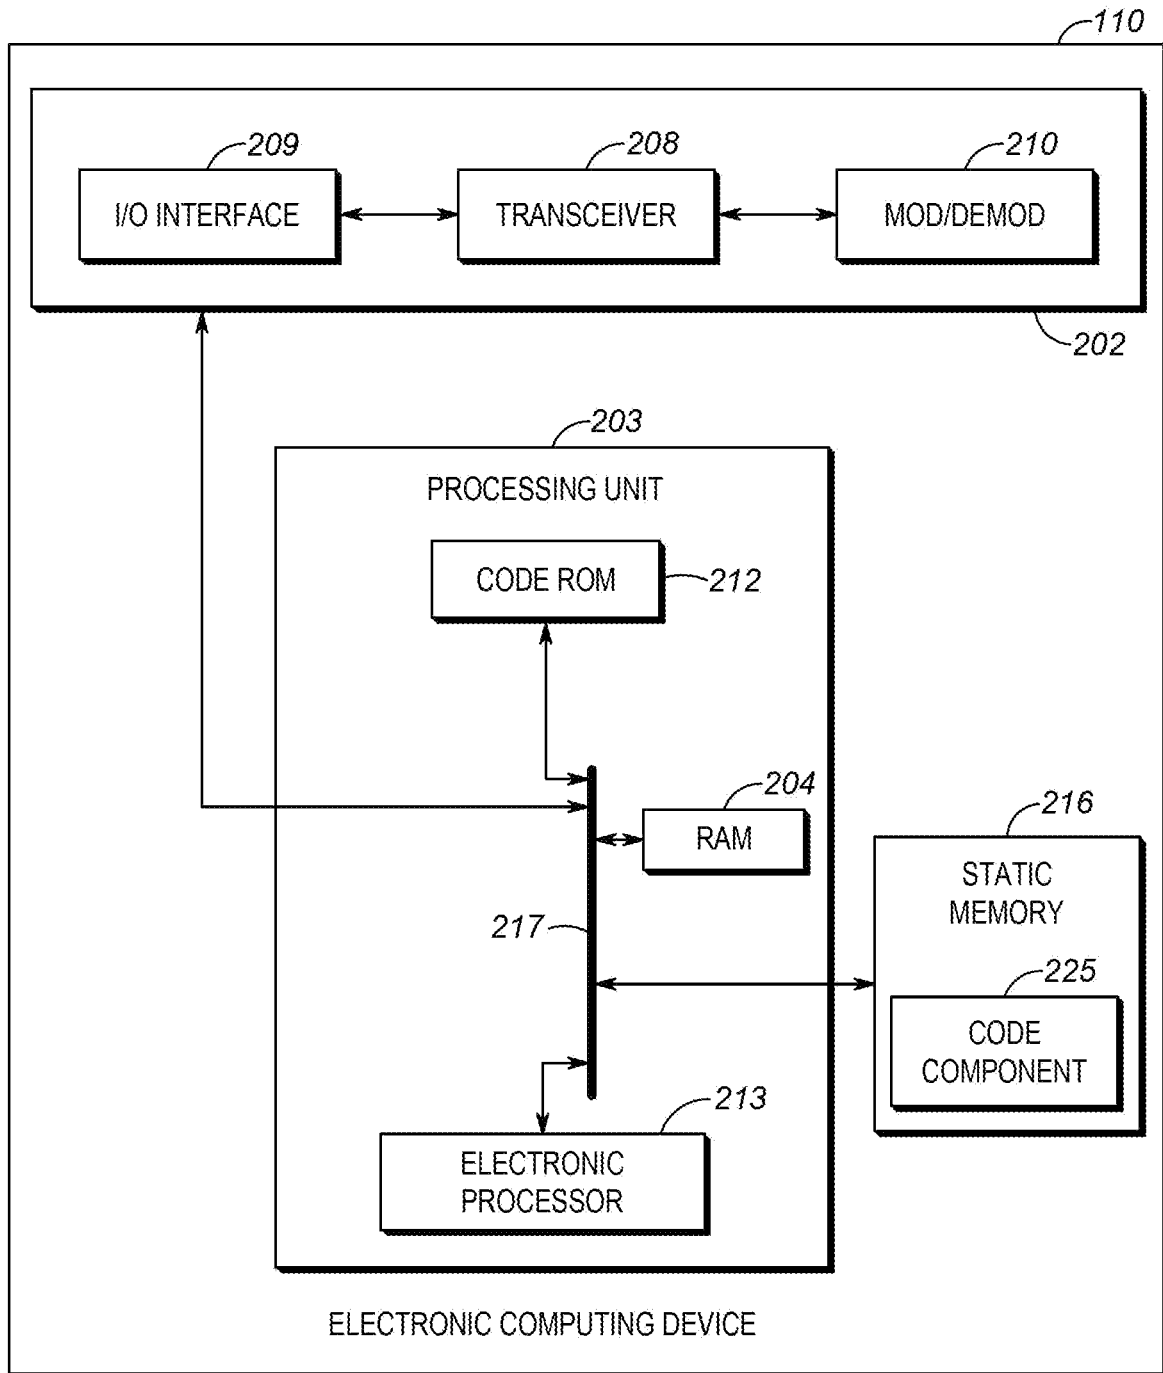 110
209
208
210
I/O INTERFACE
TRANSCEIVER
MOD/DEMOD
202
203
PROCESSING UNIT
CODE ROM
212
204
RAM
216
STATIC
MEMORY
217
225
CODE
COMPONENT
213
ELECTRONIC
PROCESSOR
ELECTRONIC COMPUTING DEVICE